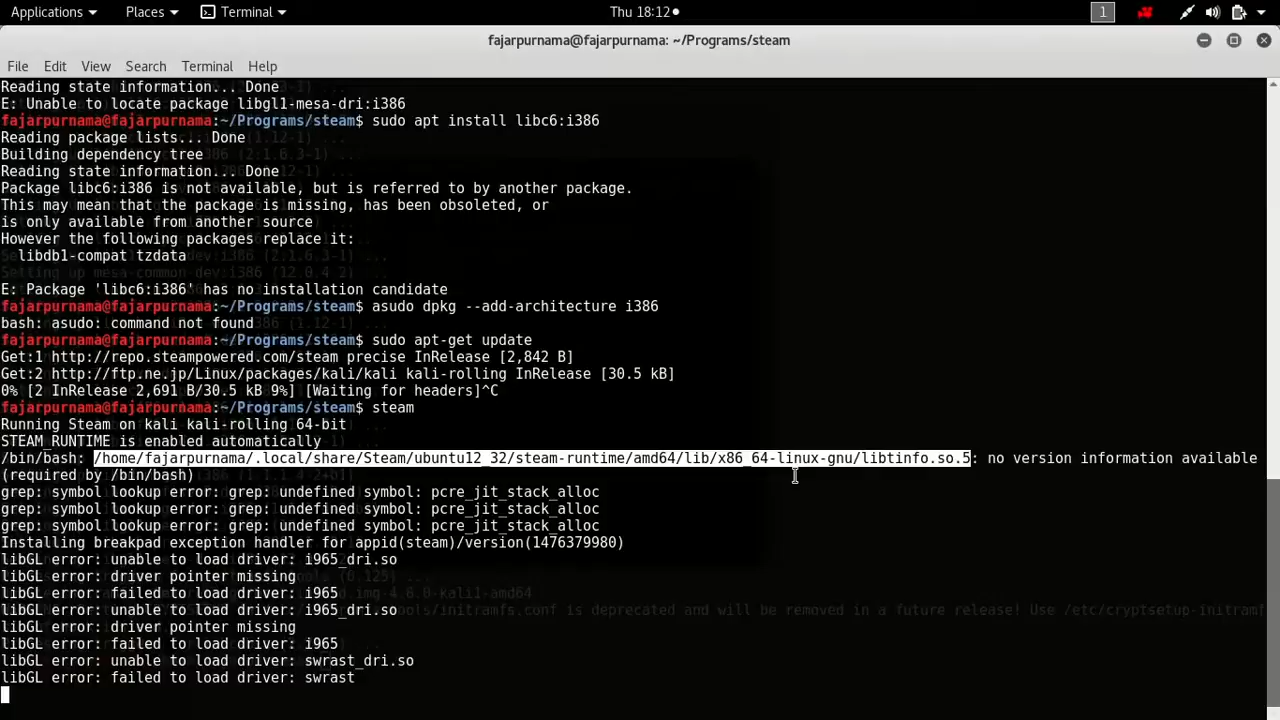 Applications Places Terminal Thu 18:12 1
fajarpurnama@fajarpurnama: ~/Programs/steam
File Edit View Search Terminal Help
Reading state information... Done
E: Unable to locate package libgl1-mesa-dri:i386
fajarpurnama@fajarpurnama:~/Programs/steam$ sudo apt install libc6:i386
Reading package lists... Done
Building dependency tree
Reading state information... Done
Package libc6:i386 is not available, but is referred to by another package.
This may mean that the package is missing, has been obsoleted, or
is only available from another source
However the following packages replace it:
  libdb1-compat tzdata
E: Package 'libc6:i386' has no installation candidate
fajarpurnama@fajarpurnama:~/Programs/steam$ asudo dpkg --add-architecture i386
bash: asudo: command not found
fajarpurnama@fajarpurnama:~/Programs/steam$ sudo apt-get update
Get:1 http://repo.steampowered.com/steam precise InRelease [2,842 B]
Get:2 http://ftp.ne.jp/Linux/packages/kali/kali kali-rolling InRelease [30.5 kB]
0% [2 InRelease 2,691 B/30.5 kB 9%] [Waiting for headers]^C
fajarpurnama@fajarpurnama:~/Programs/steam$ steam
Running Steam on kali kali-rolling 64-bit
STEAM_RUNTIME is enabled automatically
/bin/bash: /home/fajarpurnama/.local/share/Steam/ubuntu12_32/steam-runtime/amd64/lib/x86_64-linux-gnu/libtinfo.so.5: no version information available
(required by /bin/bash)
grep: symbol lookup error: grep: undefined symbol: pcre_jit_stack_alloc
grep: symbol lookup error: grep: undefined symbol: pcre_jit_stack_alloc
grep: symbol lookup error: grep: undefined symbol: pcre_jit_stack_alloc
Installing breakpad exception handler for appid(steam)/version(1476379980)
libGL error: unable to load driver: i965_dri.so
libGL error: driver pointer missing
libGL error: failed to load driver: i965
libGL error: unable to load driver: i965_dri.so
libGL error: driver pointer missing
libGL error: failed to load driver: i965
libGL error: unable to load driver: swrast_dri.so
libGL error: failed to load driver: swrast